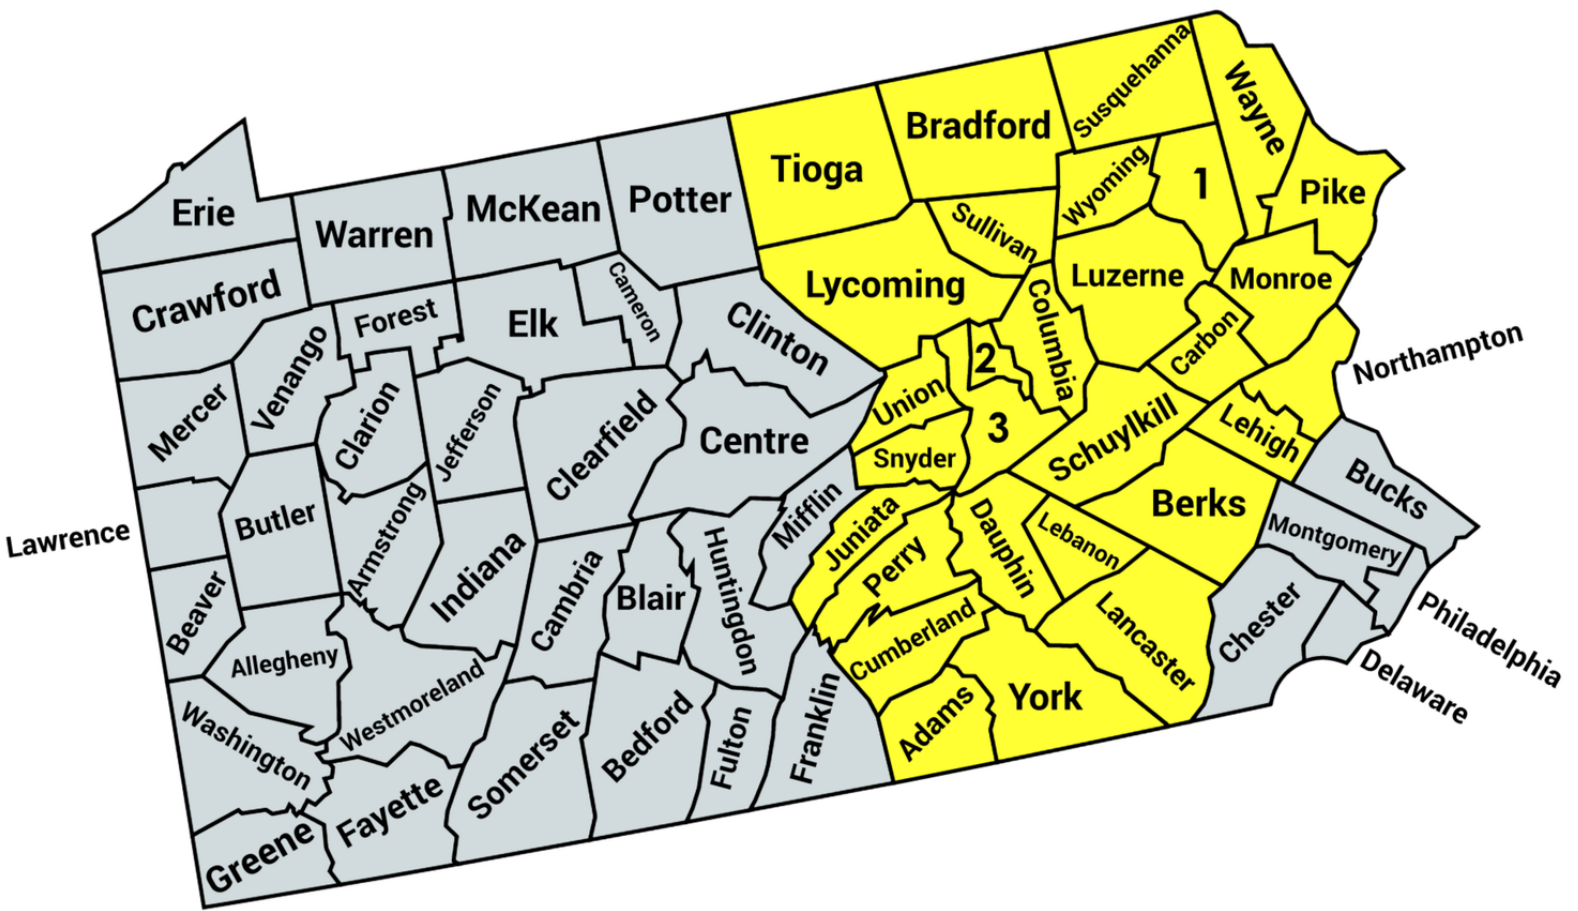 Susquehanna
Wayne
Bradford
Tioga
Wyoming
1
Pike
Erie
Warren
McKean
Potter
Sullivan
Crawford
Forest
Elk
Cameron
Lycoming
Luzerne
Monroe
Columbia
Clinton
Carbon
Northampton
Venango
2
Mercer
Clarion
Jefferson
Clearfield
Centre
Union
3
Snyder
Schuylkill
Lehigh
Bucks
Lawrence
Butler
Armstrong
Indiana
Mifflin
Juniata
Perry
Dauphin
Lebanon
Berks
Montgomery
Beaver
Allegheny
Cambria
Blair
Huntingdon
Cumberland
Lancaster
Chester
Philadelphia
Delaware
Washington
Westmoreland
Somerset
Bedford
Fulton
Franklin
Adams
York
Greene
Fayette